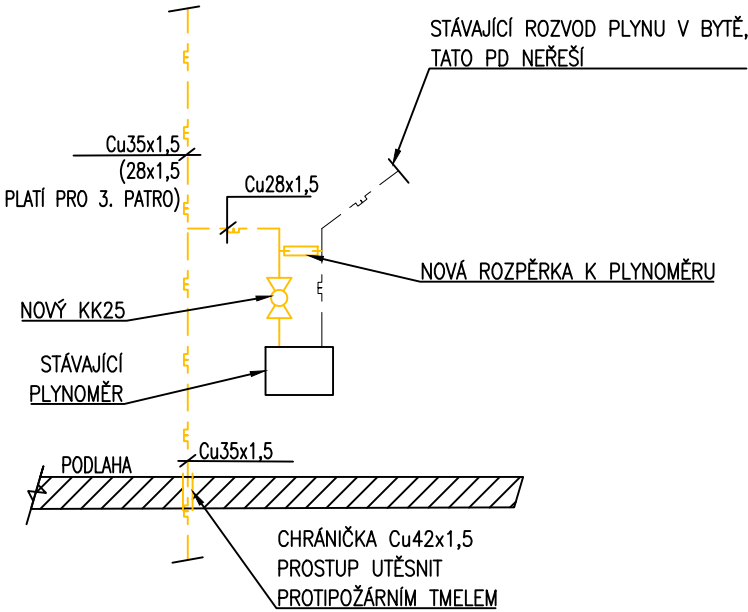 STÁVAJÍCÍ ROZVOD PLYNU V BYTĚ,
TATO PD NEŘEŠÍ
Cu35x1,5
(28x1,5
PLATÍ PRO 3. PATRO)
Cu28x1,5
NOVÁ ROZPĚRKA K PLYNOMĚRU
NOVÝ KK25
STÁVAJÍCÍ
PLYNOMĚR
Cu35x1,5
PODLAHA
CHRÁNIČKA Cu42x1,5
PROSTUP UTĚSNIT
PROTIPOŽÁRNÍM TMELEM